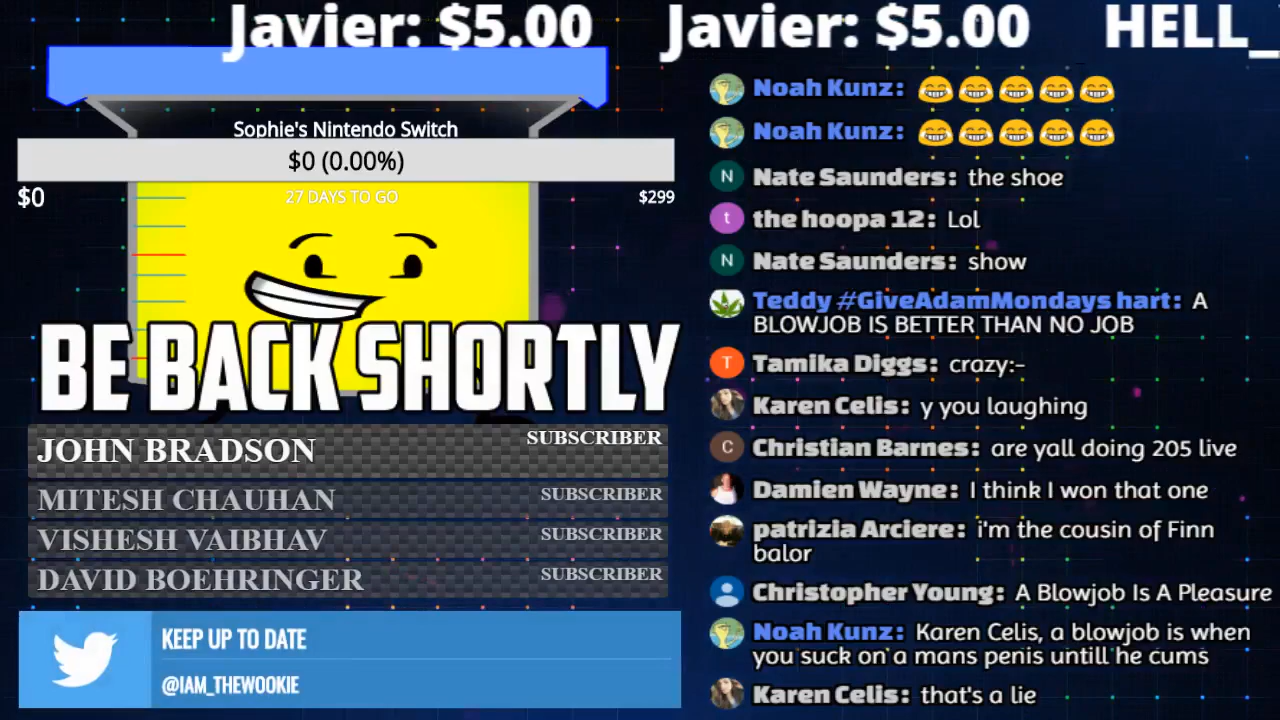 Javier: $5.00 Javier: $5.00 HELL_
Sophie's Nintendo Switch
$0 (0.00%)
$0 27 DAYS TO GO $299
BE BACK SHORTLY
JOHN BRADSON SUBSCRIBER
MITESH CHAUHAN SUBSCRIBER
VISHESH VAIBHAV SUBSCRIBER
DAVID BOEHRINGER SUBSCRIBER
KEEP UP TO DATE
@IAM_THEWOOKIE
Noah Kunz: 😂😂😂😂😂
Noah Kunz: 😂😂😂😂😂
N Nate Saunders: the shoe
t the hoopa 12: Lol
N Nate Saunders: show
Teddy #GiveAdamMondays hart: A
BLOWJOB IS BETTER THAN NO JOB
T Tamika Diggs: crazy:-
Karen Celis: y you laughing
C Christian Barnes: are yall doing 205 live
Damien Wayne: I think I won that one
patrizia Arciere: i'm the cousin of Finn
balor
Christopher Young: A Blowjob Is A Pleasure
Noah Kunz: Karen Celis, a blowjob is when
you suck on a mans penis untill he cums
Karen Celis: that's a lie